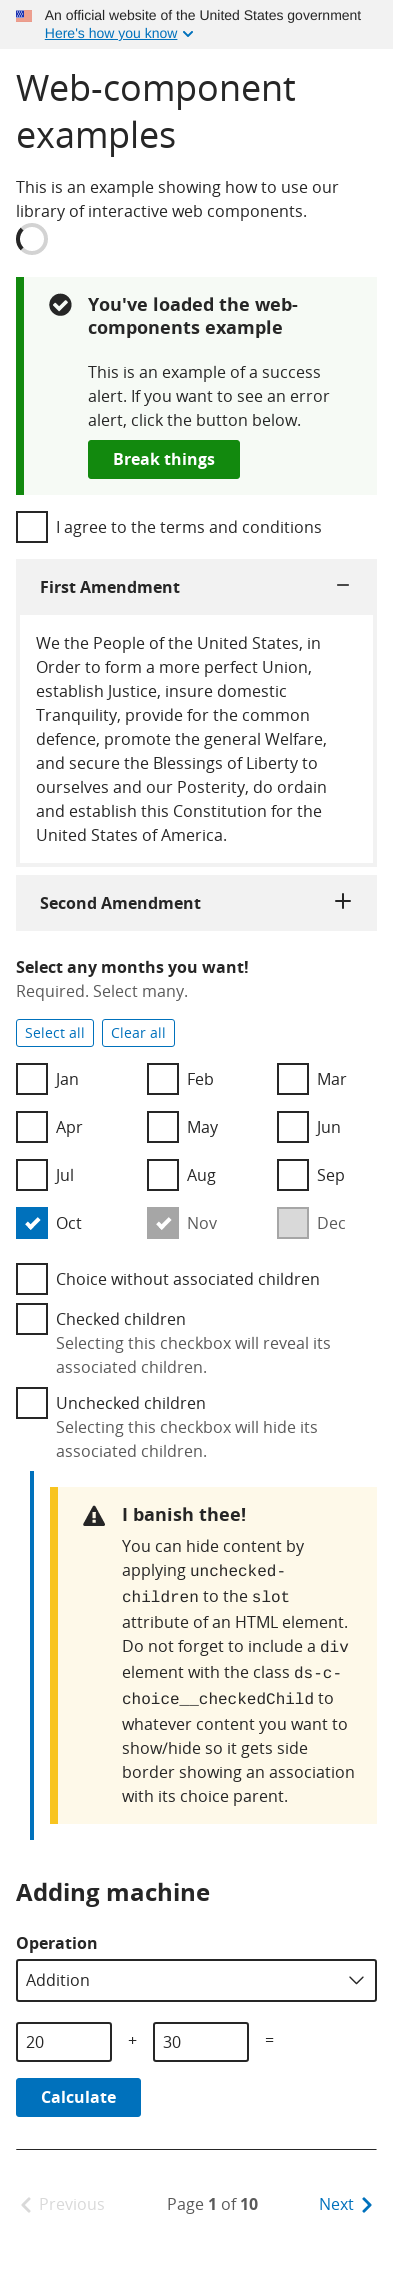 An official website of the United States government
Here's how you know
Web-component
examples
This is an example showing how to use our
library of interactive web components.
You've loaded the web-
components example
This is an example of a success
alert. If you want to see an error
alert, click the button below.
Break things
I agree to the terms and conditions
First Amendment
We the People of the United States, in
Order to form a more perfect Union,
establish Justice, insure domestic
Tranquility, provide for the common
defence, promote the general Welfare,
and secure the Blessings of Liberty to
ourselves and our Posterity, do ordain
and establish this Constitution for the
United States of America.
Second Amendment
Select any months you want!
Required. Select many.
Select all Clear all
Jan Feb Mar
Apr May Jun
Jul Aug Sep
Oct Nov Dec
Choice without associated children
Checked children
Selecting this checkbox will reveal its
associated children.
Unchecked children
Selecting this checkbox will hide its
associated children.
I banish thee!
You can hide content by
applying unchecked-
children to the slot
attribute of an HTML element.
Do not forget to include a div
element with the class ds-c-
choice__checkedChild to
whatever content you want to
show/hide so it gets side
border showing an association
with its choice parent.
Adding machine
Operation
Addition
20 + 30 =
Calculate
Previous Page 1 of 10 Next